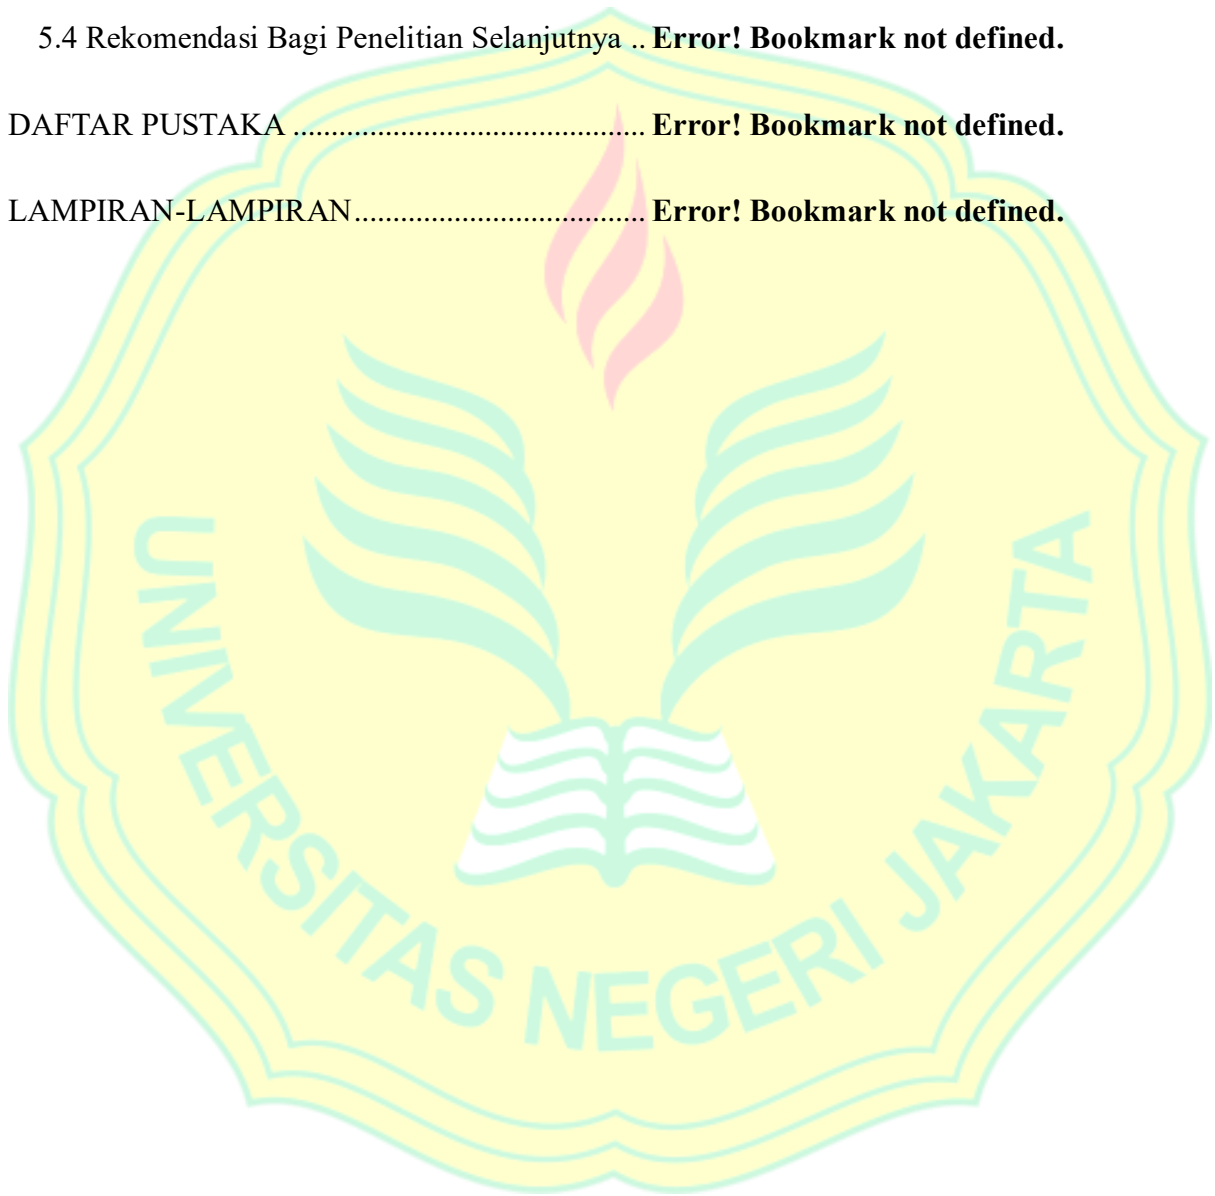 5.4 Rekomendasi Bagi Penelitian Selanjutnya .. Error! Bookmark not defined.
DAFTAR PUSTAKA .............................................. Error! Bookmark not defined.
LAMPIRAN-LAMPIRAN...................................... Error! Bookmark not defined.
UNIVERSITAS NEGERI JAKARTA